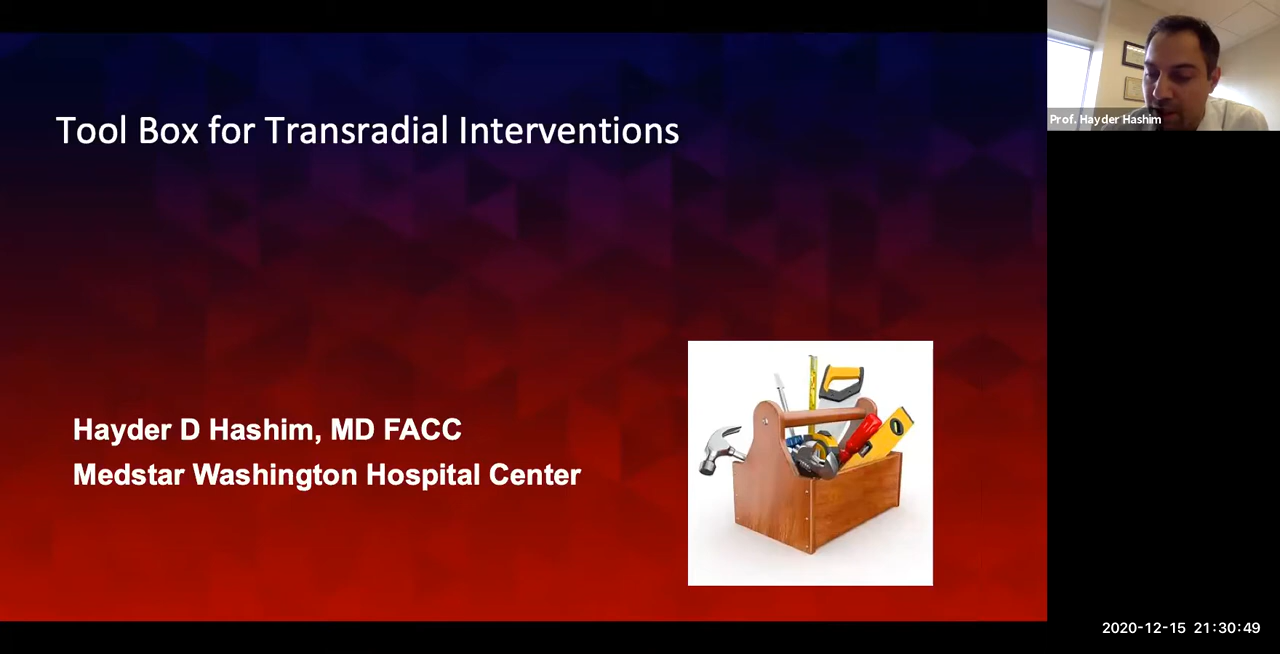 Tool Box for Transradial Interventions
Prof. Hayder Hashim
Hayder D Hashim, MD FACC
Medstar Washington Hospital Center
2020-12-15 21:30:49